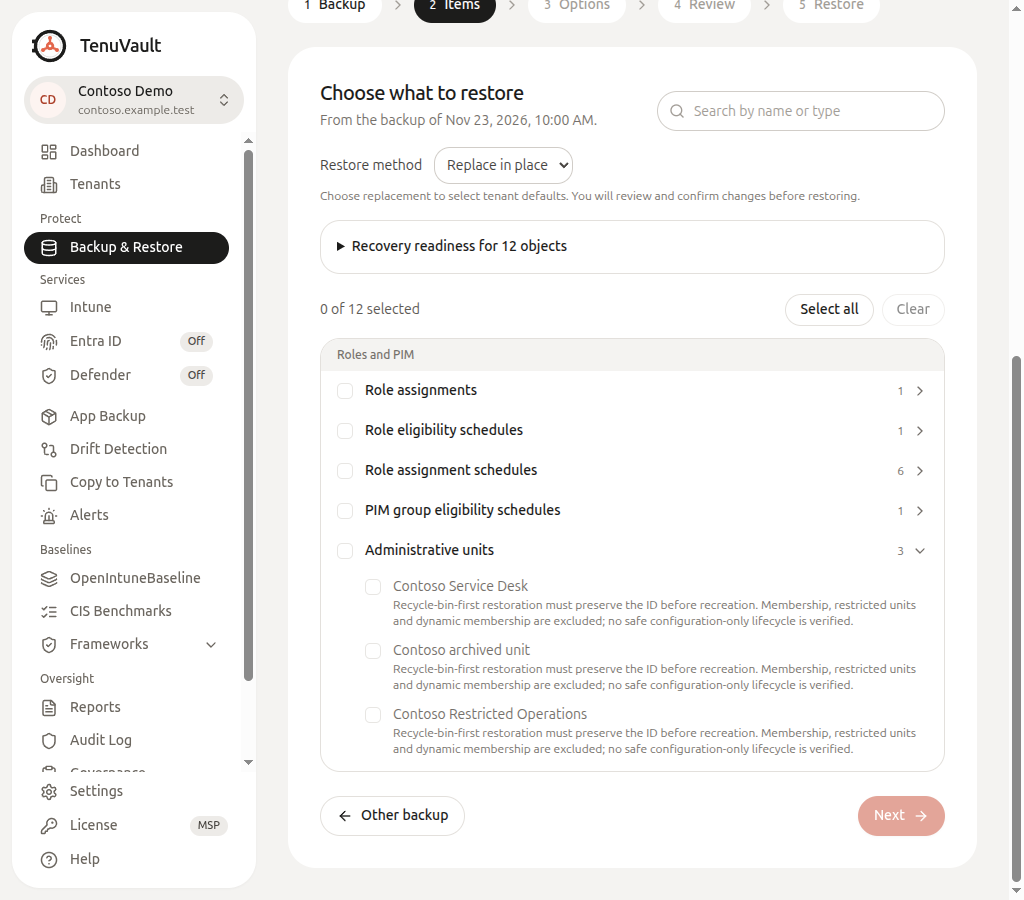 TenuVault
CD
Contoso Demo
contoso.example.test
Dashboard
Tenants
Protect
Backup & Restore
Services
Intune
Entra ID
Off
Defender
Off
App Backup
Drift Detection
Copy to Tenants
Alerts
Baselines
OpenIntuneBaseline
CIS Benchmarks
Frameworks
Oversight
Reports
Audit Log
Governance
Settings
License
MSP
Help
1 Backup
2 Items
3 Options
4 Review
5 Restore
Choose what to restore
From the backup of Nov 23, 2026, 10:00 AM.
Search by name or type
Restore method
Replace in place
Choose replacement to select tenant defaults. You will review and confirm changes before restoring.
Recovery readiness for 12 objects
0 of 12 selected
Select all
Clear
Roles and PIM
Role assignments
1
Role eligibility schedules
1
Role assignment schedules
6
PIM group eligibility schedules
1
Administrative units
3
Contoso Service Desk
Recycle-bin-first restoration must preserve the ID before recreation. Membership, restricted units
and dynamic membership are excluded; no safe configuration-only lifecycle is verified.
Contoso archived unit
Recycle-bin-first restoration must preserve the ID before recreation. Membership, restricted units
and dynamic membership are excluded; no safe configuration-only lifecycle is verified.
Contoso Restricted Operations
Recycle-bin-first restoration must preserve the ID before recreation. Membership, restricted units
and dynamic membership are excluded; no safe configuration-only lifecycle is verified.
Other backup
Next